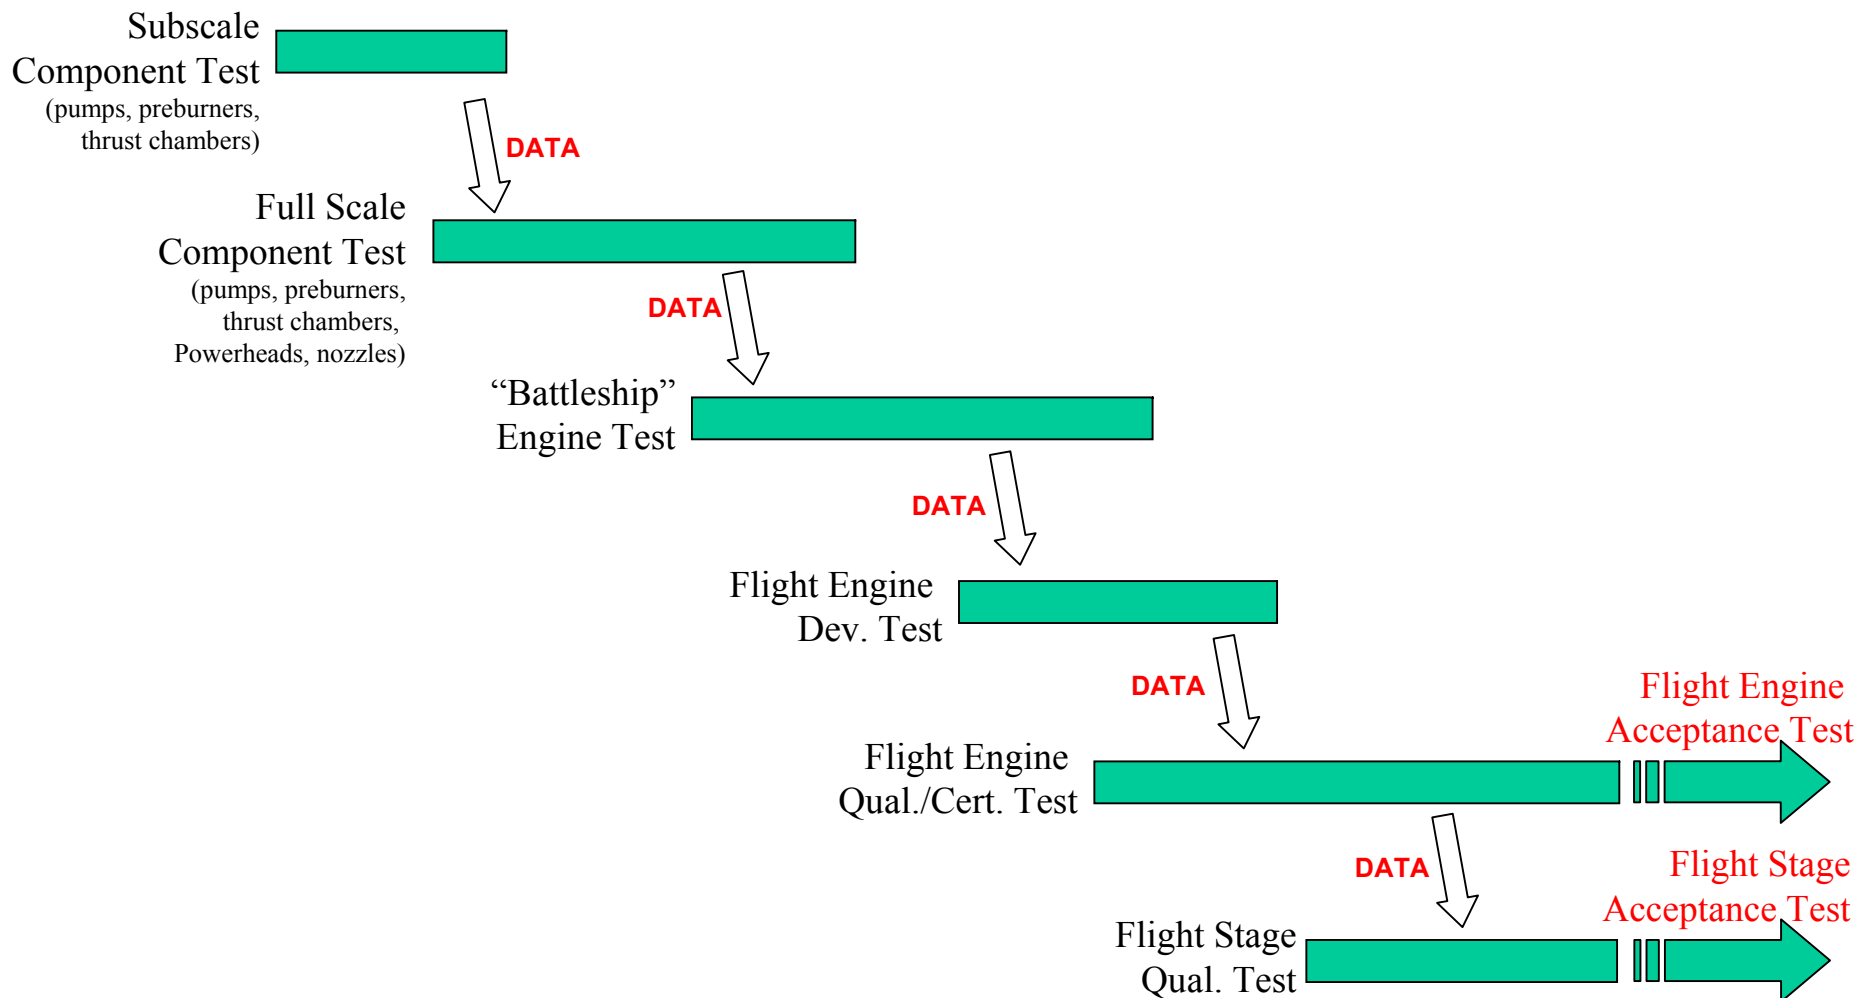 Subscale
Component Test
(pumps, preburners,
thrust chambers)
DATA
Full Scale
Component Test
(pumps, preburners,
thrust chambers,
Powerheads, nozzles)
DATA
“Battleship”
Engine Test
DATA
Flight Engine
Dev. Test
DATA
Flight Engine
Acceptance Test
Flight Engine
Qual./Cert. Test
DATA
Flight Stage
Acceptance Test
Flight Stage
Qual. Test